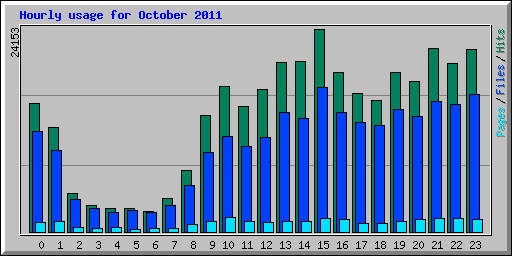 Hourly usage for October 2011
24153
Pages/Files/Hits
0 1 2 3 4 5 6 7 8 9 10 11 12 13 14 15 16 17 18 19 20 21 22 23